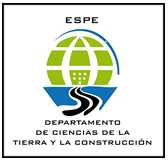 ESPE
DEPARTAMENTO
DE CIENCIAS DE LA
TIERRA Y LA CONSTRUCCIÓN